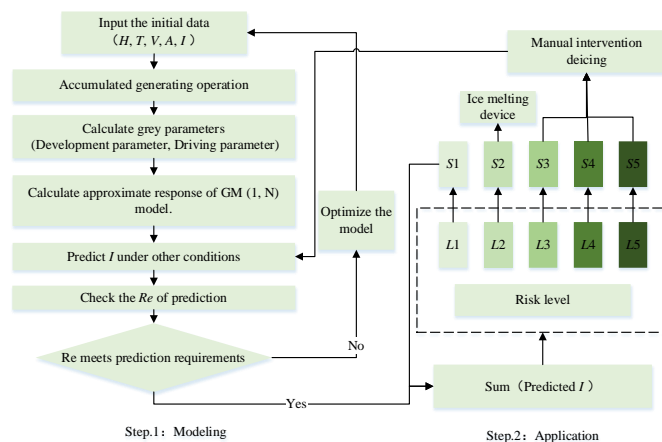 Input the initial data
（H, T, V, A, I）
Accumulated generating operation
Calculate grey parameters
(Development parameter, Driving parameter)
Calculate approximate response of GM (1, N)
model.
Predict I under other conditions
Check the Re of prediction
Re meets prediction requirements
No
Yes
Optimize the
model
Step.1：Modeling
Manual intervention
deicing
Ice melting
device
S1
S2
S3
S4
S5
L1
L2
L3
L4
L5
Risk level
Sum（Predicted I ）
Step.2：Application